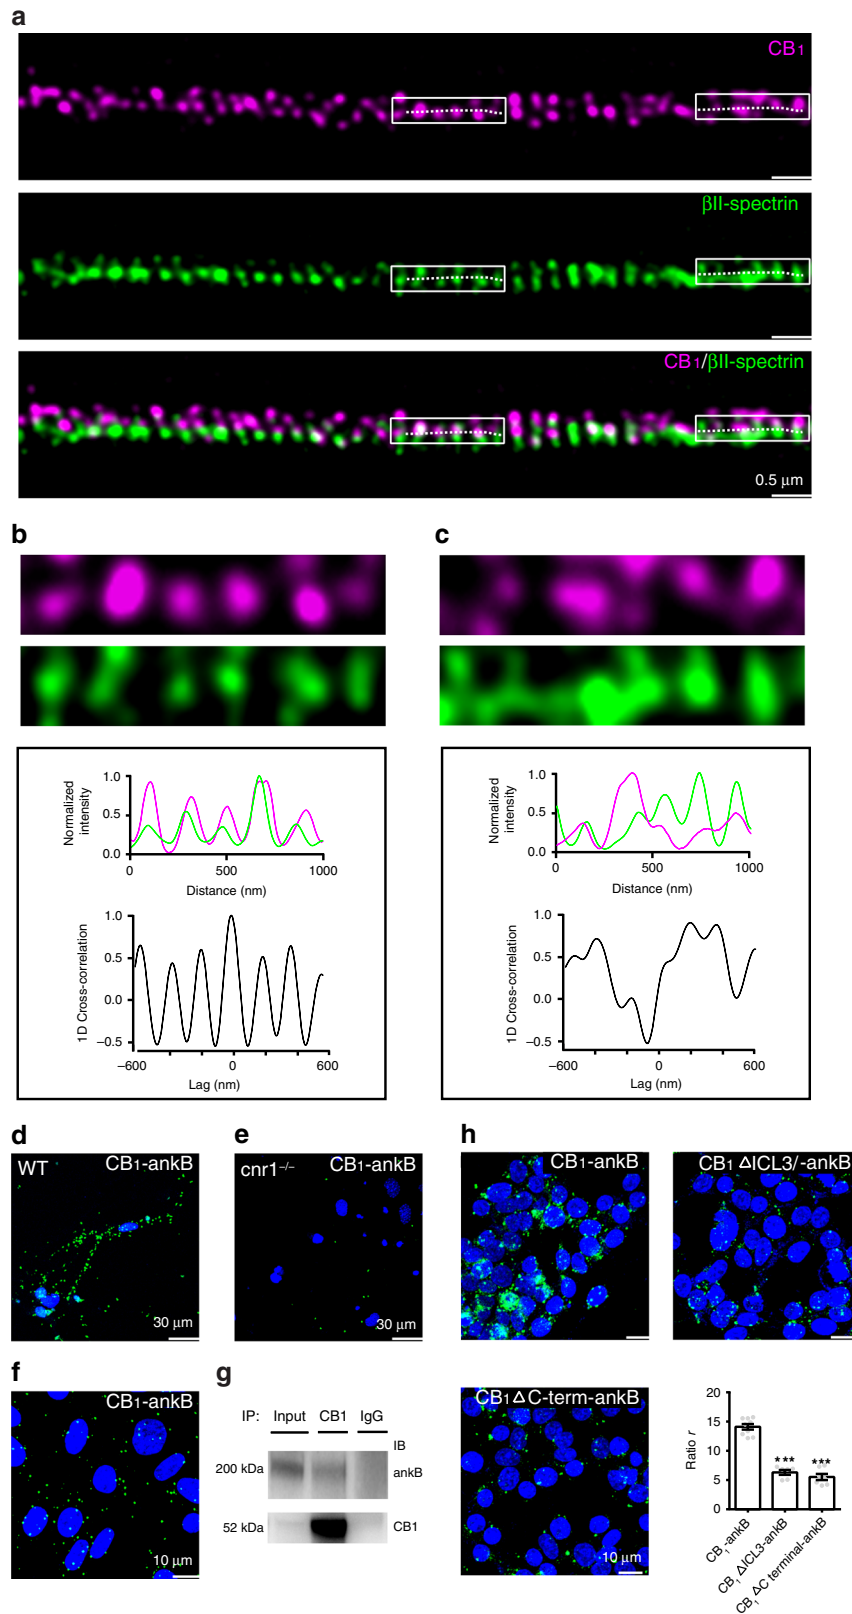 a
CB1
βII-spectrin
CB1/βII-spectrin
0.5 μm
b
c
Normalized intensity
1.0
0.5
0.0
0 500 1000
Distance (nm)
1D Cross-correlation
1.0
0.5
0.0
−0.5
−600 0 600
Lag (nm)
Normalized intensity
1.0
0.5
0.0
0 500 1000
Distance (nm)
1D Cross-correlation
1.0
0.5
0.0
−0.5
−600 0 600
Lag (nm)
d
WT CB1-ankB
30 μm
e
cnr1−/− CB1-ankB
30 μm
h
CB1-ankB
CB1 ΔICL3/-ankB
f
CB1-ankB
10 μm
g
IP: Input CB1 IgG
IB
200 kDa ankB
52 kDa CB1
CB1ΔC-term-ankB
10 μm
Ratio r
20
15
10
5
0
*** ***
CB1-ankB
CB1 ΔICL3-ankB
CB1 ΔC terminal-ankB